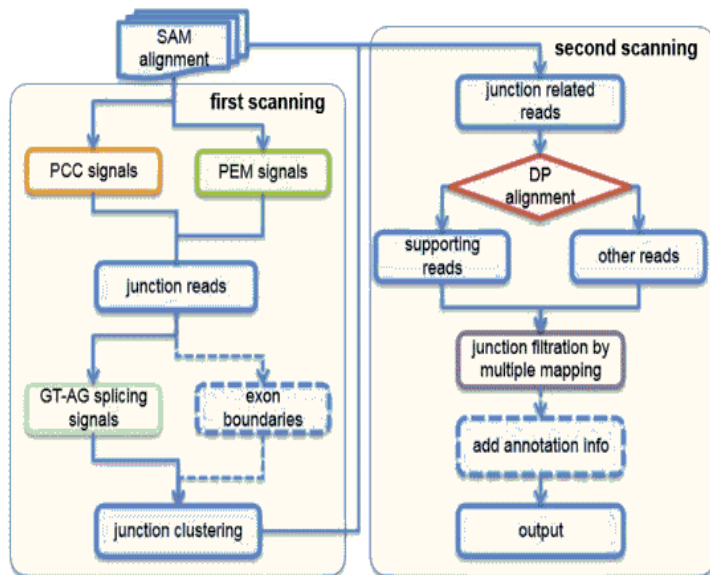 SAM
alignment
first scanning
PCC signals
PEM signals
junction reads
GT-AG splicing
signals
exon
boundaries
junction clustering
second scanning
junction related
reads
DP
alignment
supporting
reads
other reads
junction filtration by
multiple mapping
add annotation info
output